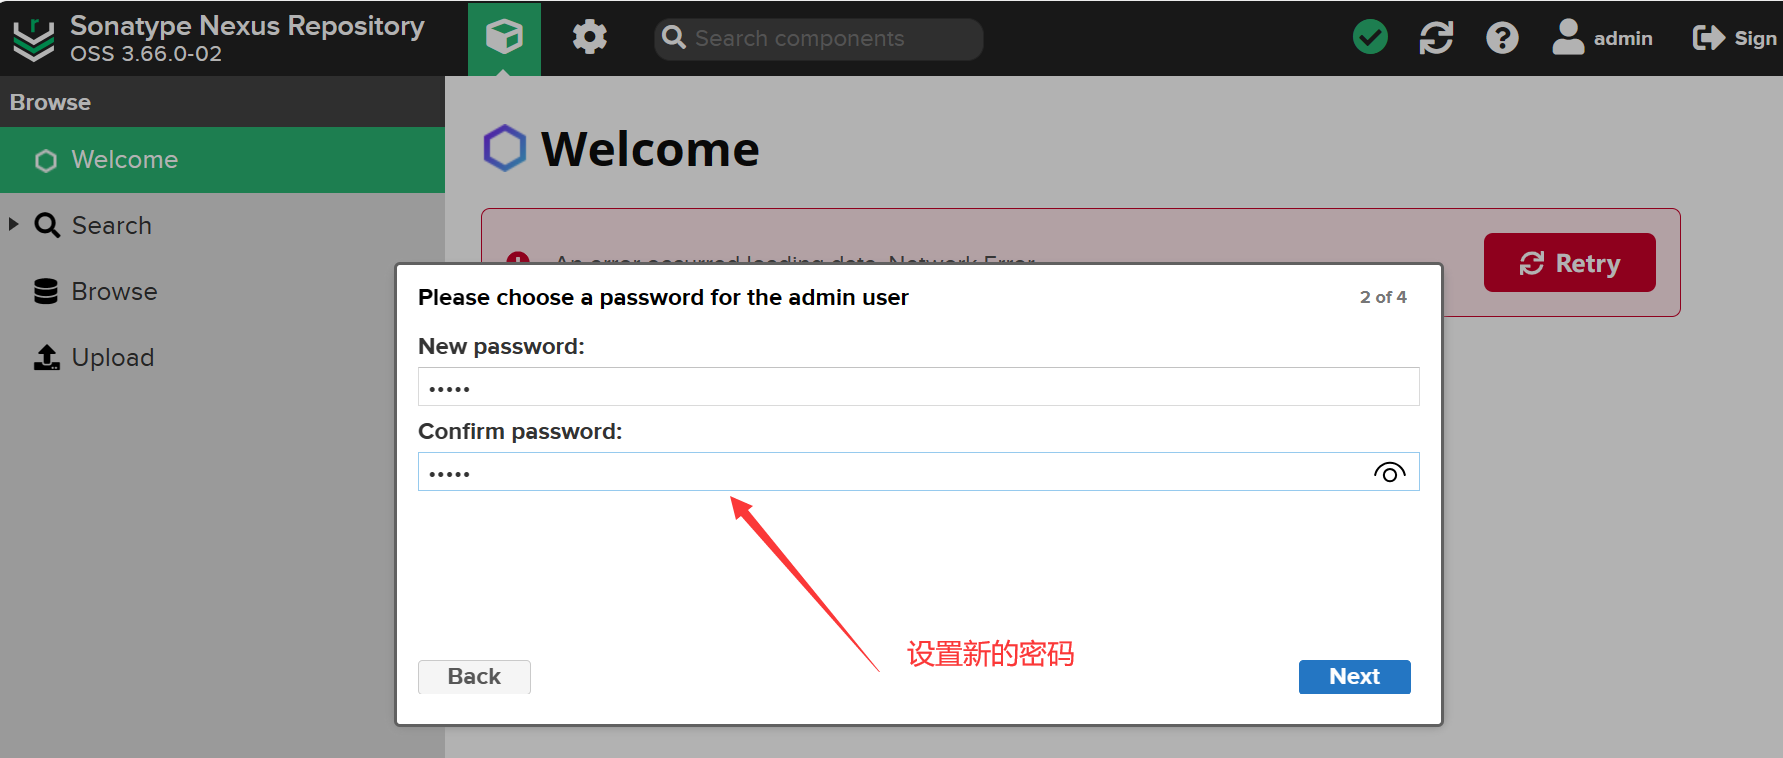 Sonatype Nexus Repository
OSS 3.66.0-02
Search components
admin
Sign
Browse
Welcome
Search
Browse
Upload
Welcome
An error occurred loading data. Network Error
Retry
Please choose a password for the admin user
2 of 4
New password:
•••••
Confirm password:
•••••
设置新的密码
Back
Next